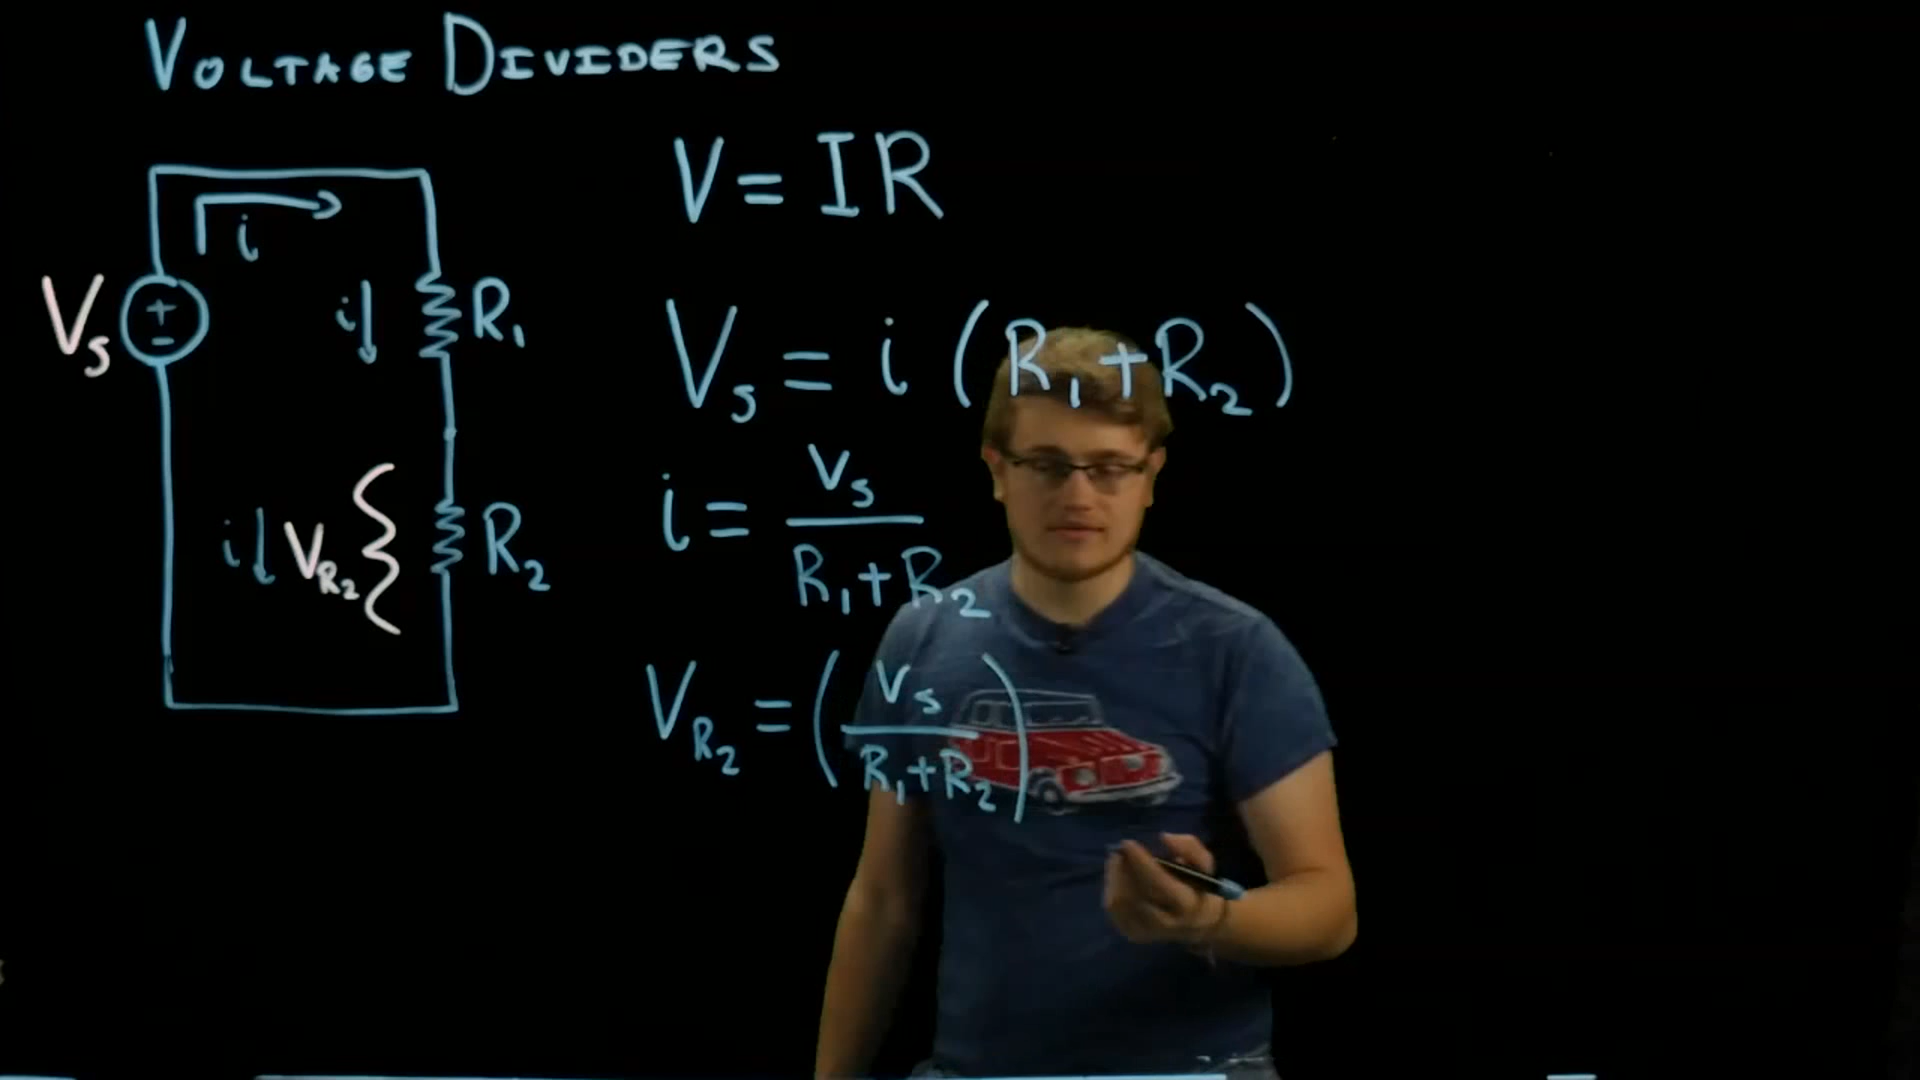 VOLTAGE DIVIDERS
V = IR
i
Vs + - i R1
Vs = i (R1+R2)
i = Vs / R1+R2
i VR2 R2
VR2 = (Vs / R1+R2)